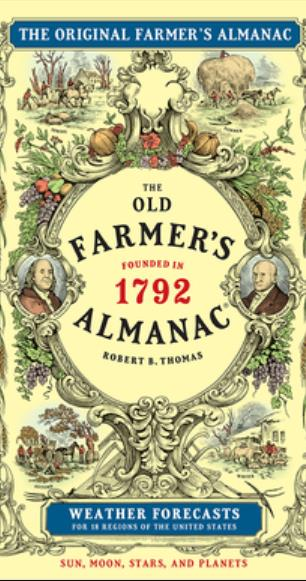 THE ORIGINAL FARMER'S ALMANAC
THE
OLD
FARMER'S
FOUNDED IN
1792
ALMANAC
ROBERT B. THOMAS
WEATHER FORECASTS
FOR 18 REGIONS OF THE UNITED STATES
SUN, MOON, STARS, AND PLANETS